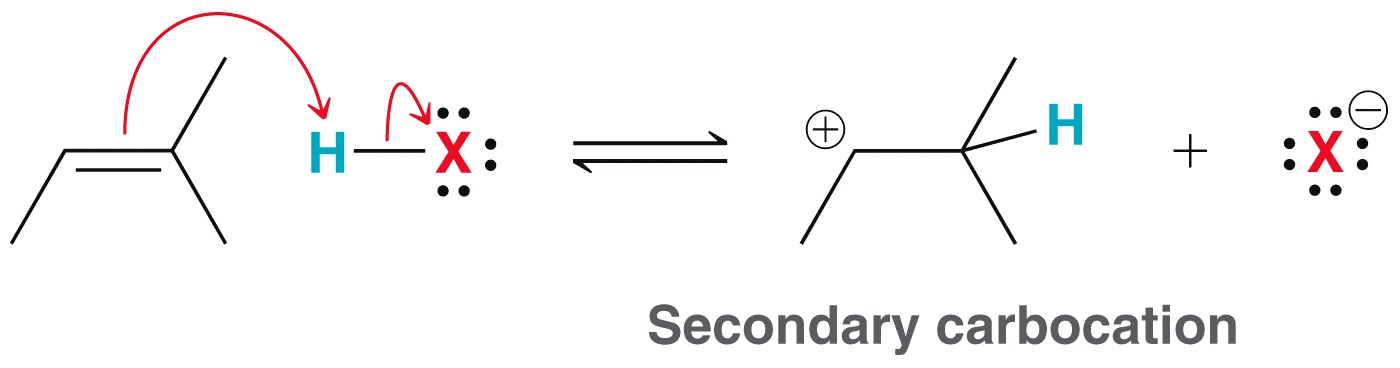 H X ⊕ H + X ⊖
Secondary carbocation